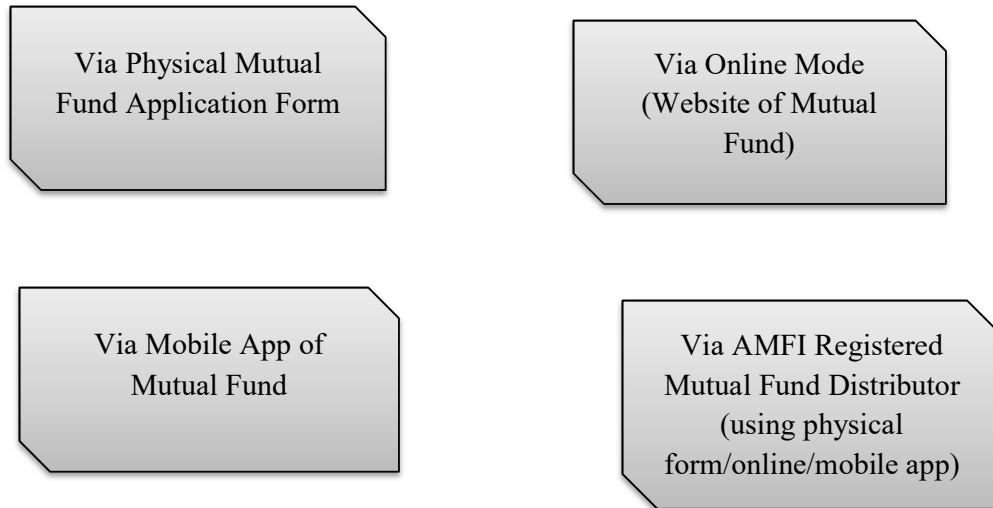 Via Physical Mutual
Fund Application Form
Via Online Mode
(Website of Mutual
Fund)
Via Mobile App of
Mutual Fund
Via AMFI Registered
Mutual Fund Distributor
(using physical
form/online/mobile app)